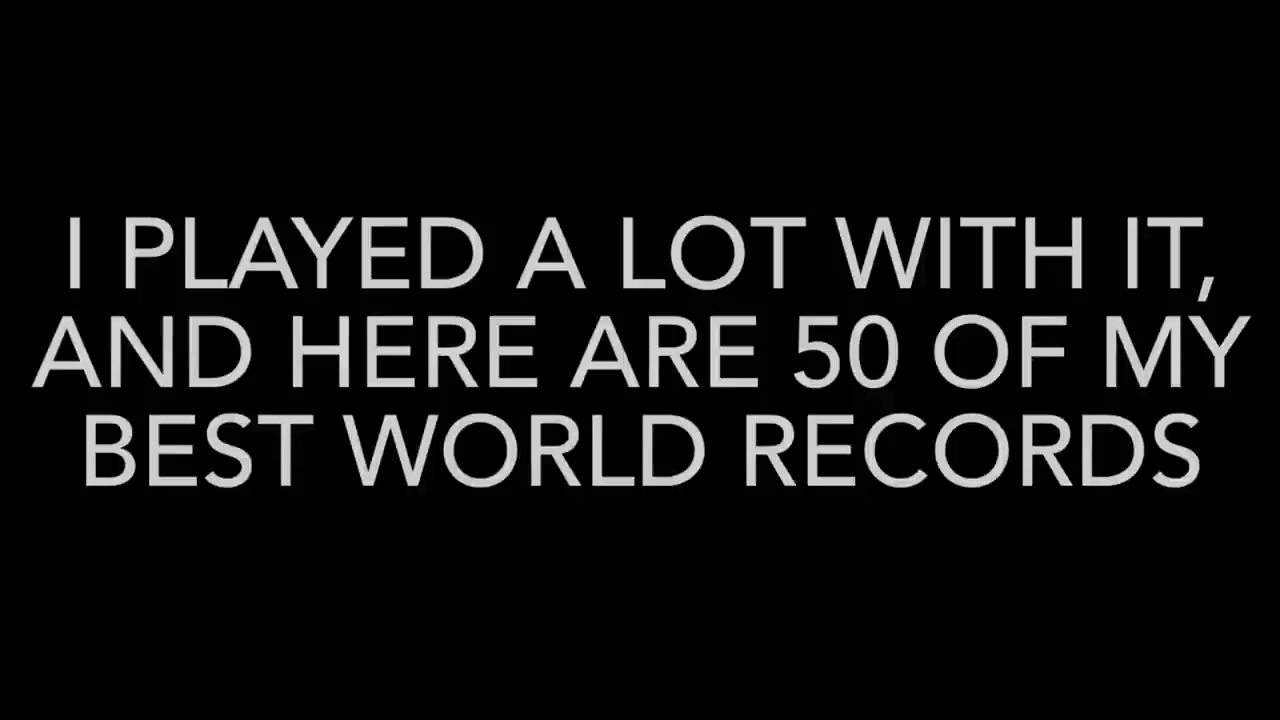 I PLAYED A LOT WITH IT,
AND HERE ARE 50 OF MY
BEST WORLD RECORDS